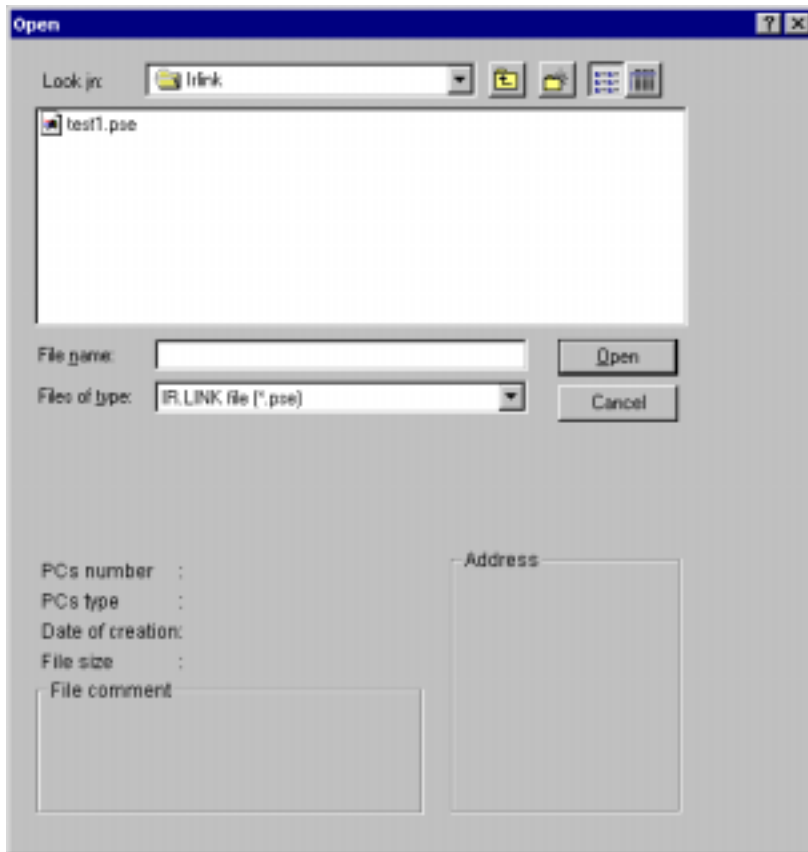 Open
Look in: Irlink
test1.pse
File name: Open
Files of type: IR.LINK file (*.pse) Cancel
PCs number :
PCs type :
Date of creation:
File size :
File comment
Address